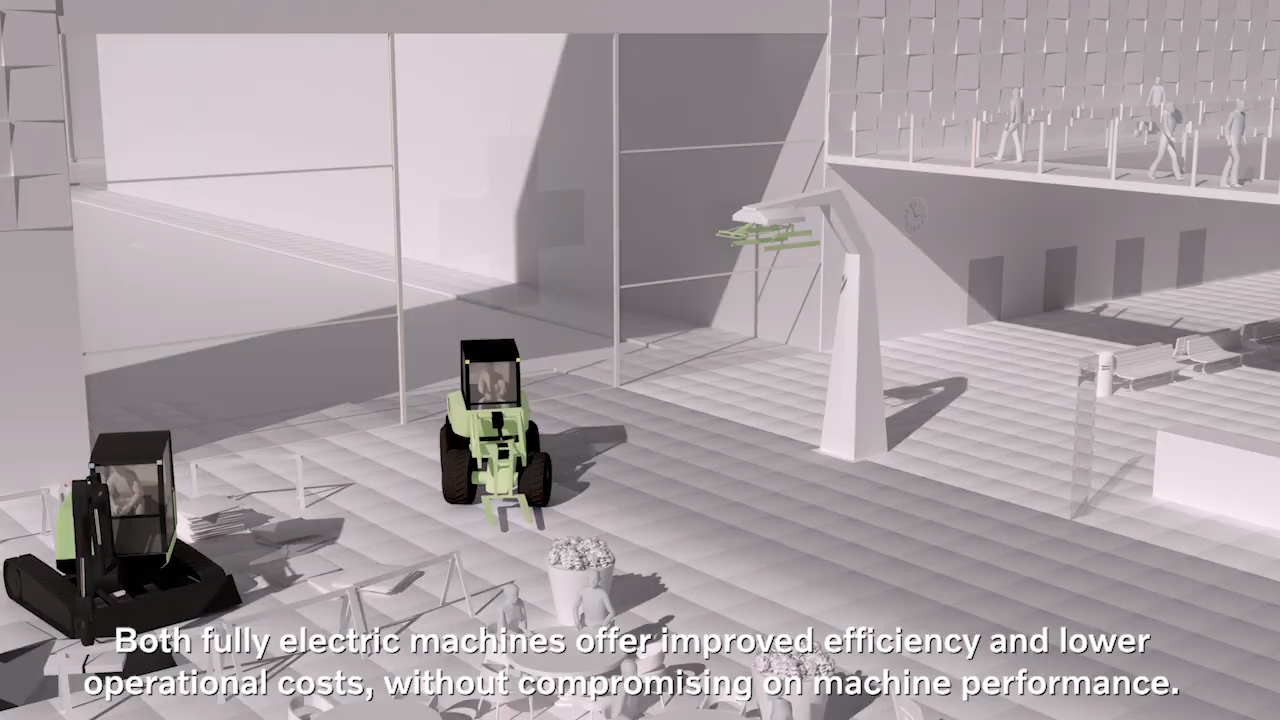 Both fully electric machines offer improved efficiency and lower
operational costs, without compromising on machine performance.